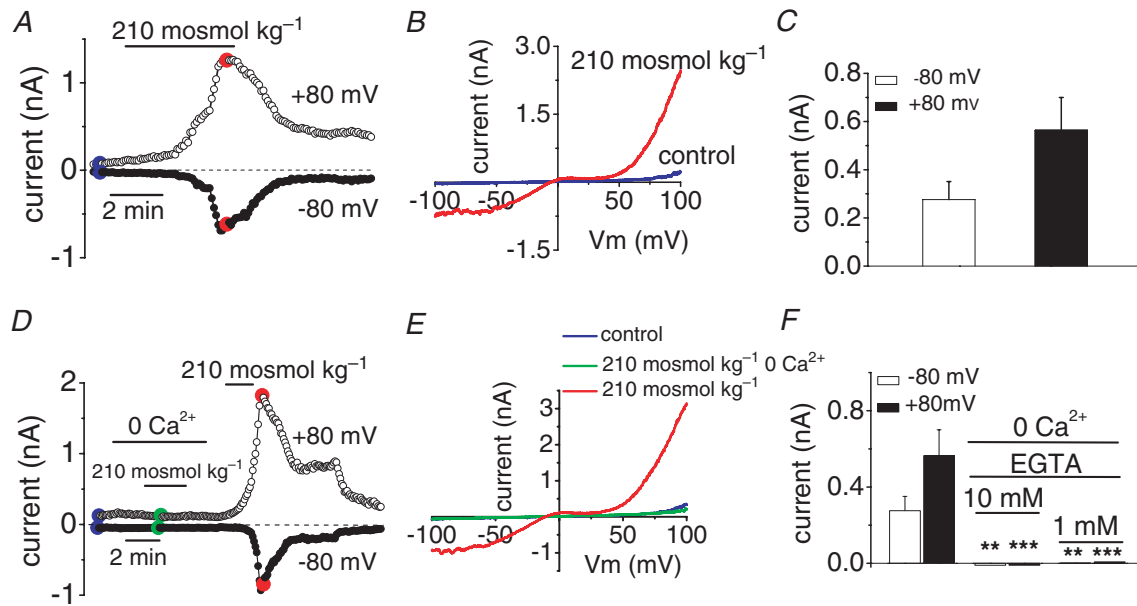 A
210 mosmol kg–1
1
0
-1
current (nA)
+80 mV
-80 mV
2 min
B
3.0
1.5
-1.5
210 mosmol kg–1
control
-100
-50
50
100
current (nA)
Vm (mV)
C
0.8
0.6
0.4
0.2
0.0
current (nA)
-80 mV
+80 mv
D
210 mosmol kg–1
2
1
0
-1
current (nA)
0 Ca2+
210 mosmol kg–1
+80 mV
-80 mV
2 min
E
control
210 mosmol kg–1 0 Ca2+
210 mosmol kg–1
3
2
1
-1
-100
-50
50
100
current (nA)
Vm (mV)
F
0.8
0.4
0.0
current (nA)
-80 mV
+80mV
0 Ca2+
EGTA
10 mM
1 mM
** ***
** ***